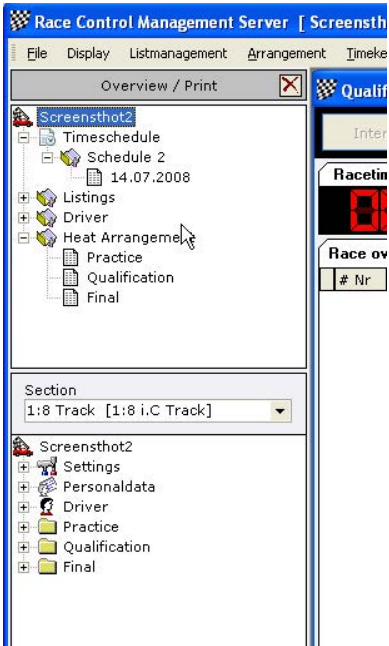 Race Control Management Server [ Screensth
File Display Listmanagement Arrangement Timeke
Overview / Print
Screensthot2
Timeschedule
Schedule 2
14.07.2008
Listings
Driver
Heat Arrangeme
Practice
Qualification
Final
Qualif
Inter
Racetim
Race ov
# Nr
Section
1:8 Track [1:8 i.C Track]
Screensthot2
Settings
Personaldata
Driver
Practice
Qualification
Final